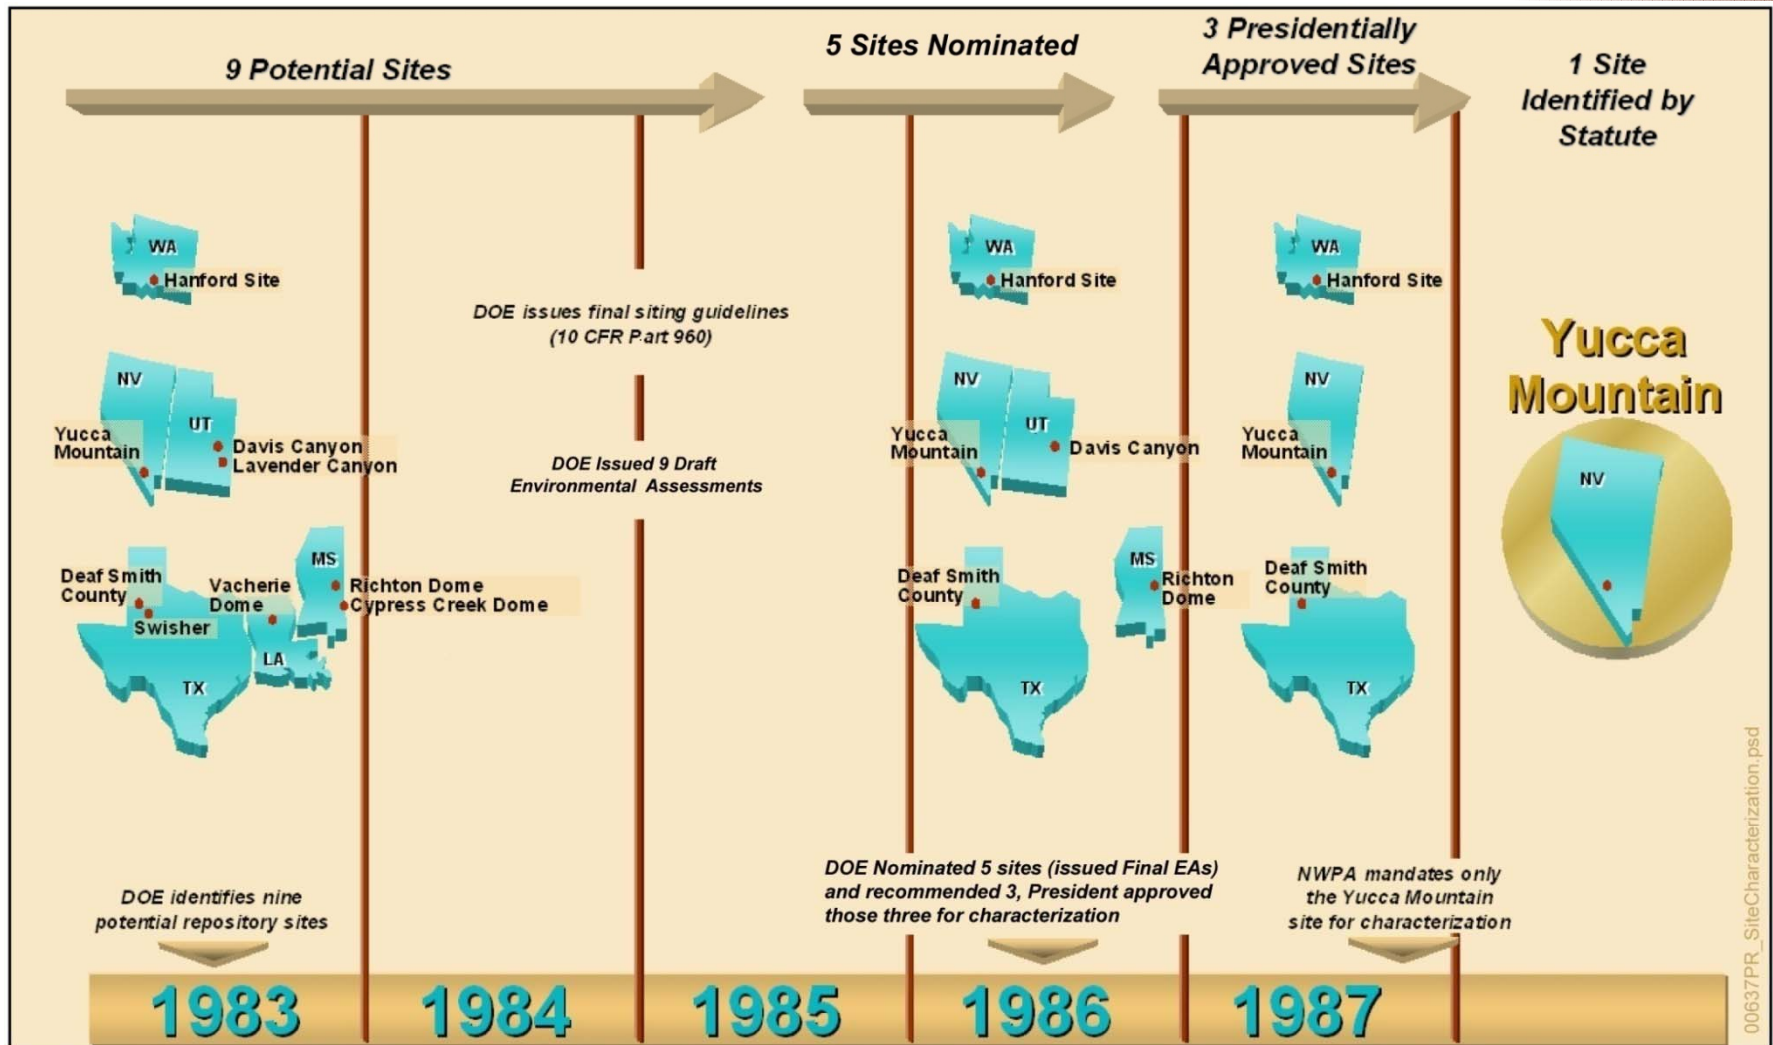 9 Potential Sites
5 Sites Nominated
3 Presidentially
Approved Sites
1 Site
Identified by
Statute
WA
Hanford Site
NV
UT
Yucca
Mountain
Davis Canyon
Lavender Canyon
Deaf Smith
County
Swisher
Vacherie
Dome
MS
Richton Dome
Cypress Creek Dome
LA
TX
DOE identifies nine
potential repository sites
DOE issues final siting guidelines
(10 CFR Part 960)
DOE Issued 9 Draft
Environmental Assessments
WA
Hanford Site
NV
UT
Yucca
Mountain
Davis Canyon
Deaf Smith
County
MS
Richton
Dome
TX
DOE Nominated 5 sites (issued Final EAs)
and recommended 3, President approved
those three for characterization
WA
Hanford Site
NV
Yucca
Mountain
Deaf Smith
County
TX
NWPA mandates only
the Yucca Mountain
site for characterization
Yucca
Mountain
NV
1983
1984
1985
1986
1987
00637PR_SiteCharacterization.psd